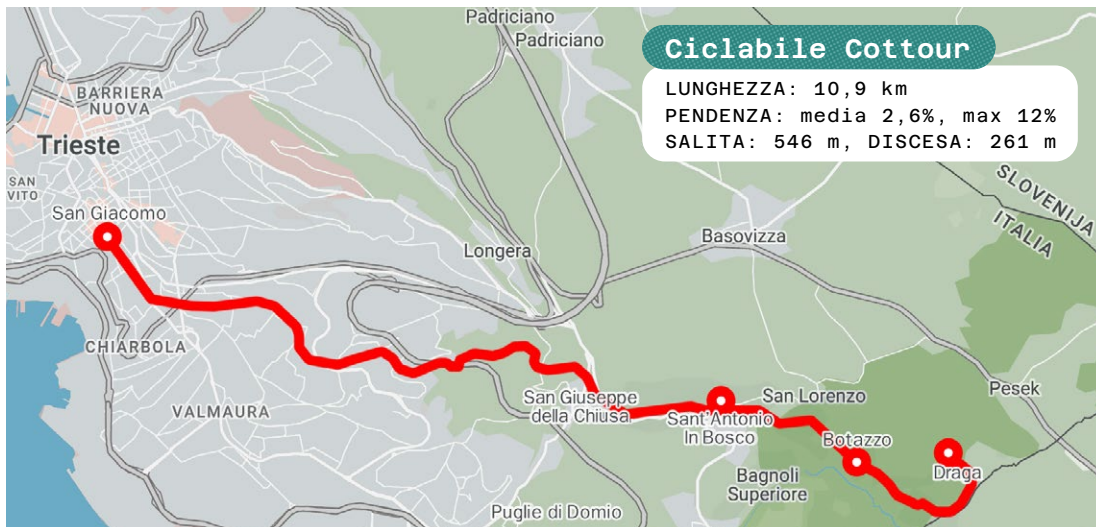 Padriciano
Padriciano
Ciclabile Cottour
LUNGHEZZA: 10,9 km
PENDENZA: media 2,6%, max 12%
SALITA: 546 m, DISCESA: 261 m
BARRIERA
NUOVA
Trieste
SAN
VITO
San Giacomo
SLOVENIJA
ITALIA
Longera
Basovizza
CHIARBOLA
VALMAURA
San Giuseppe
della Chiusa
Sant'Antonio
In Bosco
San Lorenzo
Pesek
Botazzo
Draga
Bagnoli
Superiore
Puglie di Domio